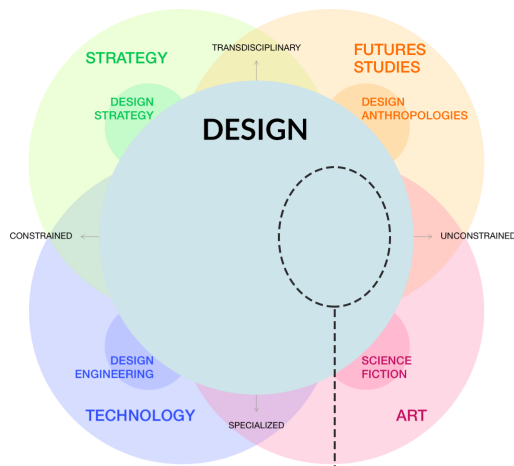 TRANSDISCIPLINARY
STRATEGY
FUTURES
STUDIES
DESIGN
STRATEGY
DESIGN
ANTHROPOLOGIES
DESIGN
CONSTRAINED
UNCONSTRAINED
DESIGN
ENGINEERING
SCIENCE
FICTION
TECHNOLOGY
ART
SPECIALIZED